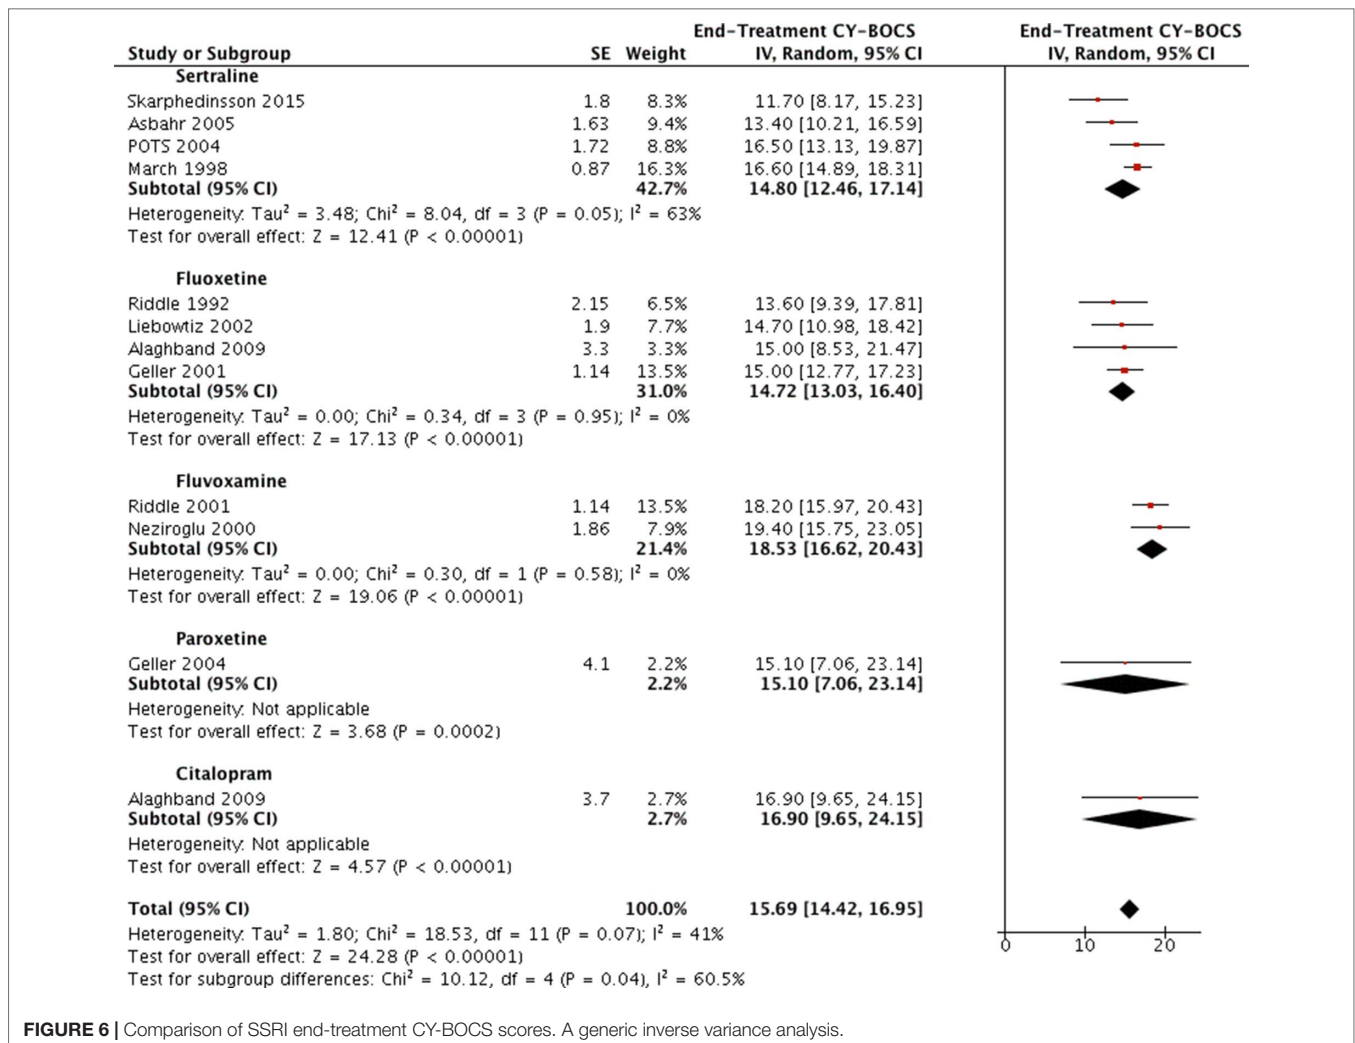 End-Treatment CY-BOCS End-Treatment CY-BOCS
Study or Subgroup SE Weight IV, Random, 95% CI IV, Random, 95% CI
Sertraline
Skarphedinsson 2015 1.8 8.3% 11.70 [8.17, 15.23]
Asbahr 2005 1.63 9.4% 13.40 [10.21, 16.59]
POTS 2004 1.72 8.8% 16.50 [13.13, 19.87]
March 1998 0.87 16.3% 16.60 [14.89, 18.31]
Subtotal (95% CI) 42.7% 14.80 [12.46, 17.14]
Heterogeneity: Tau² = 3.48; Chi² = 8.04, df = 3 (P = 0.05); I² = 63%
Test for overall effect: Z = 12.41 (P < 0.00001)
Fluoxetine
Riddle 1992 2.15 6.5% 13.60 [9.39, 17.81]
Liebowtiz 2002 1.9 7.7% 14.70 [10.98, 18.42]
Alaghband 2009 3.3 3.3% 15.00 [8.53, 21.47]
Geller 2001 1.14 13.5% 15.00 [12.77, 17.23]
Subtotal (95% CI) 31.0% 14.72 [13.03, 16.40]
Heterogeneity: Tau² = 0.00; Chi² = 0.34, df = 3 (P = 0.95); I² = 0%
Test for overall effect: Z = 17.13 (P < 0.00001)
Fluvoxamine
Riddle 2001 1.14 13.5% 18.20 [15.97, 20.43]
Neziroglu 2000 1.86 7.9% 19.40 [15.75, 23.05]
Subtotal (95% CI) 21.4% 18.53 [16.62, 20.43]
Heterogeneity: Tau² = 0.00; Chi² = 0.30, df = 1 (P = 0.58); I² = 0%
Test for overall effect: Z = 19.06 (P < 0.00001)
Paroxetine
Geller 2004 4.1 2.2% 15.10 [7.06, 23.14]
Subtotal (95% CI) 2.2% 15.10 [7.06, 23.14]
Heterogeneity: Not applicable
Test for overall effect: Z = 3.68 (P = 0.0002)
Citalopram
Alaghband 2009 3.7 2.7% 16.90 [9.65, 24.15]
Subtotal (95% CI) 2.7% 16.90 [9.65, 24.15]
Heterogeneity: Not applicable
Test for overall effect: Z = 4.57 (P < 0.00001)
Total (95% CI) 100.0% 15.69 [14.42, 16.95]
Heterogeneity: Tau² = 1.80; Chi² = 18.53, df = 11 (P = 0.07); I² = 41%
Test for overall effect: Z = 24.28 (P < 0.00001)
Test for subgroup differences: Chi² = 10.12, df = 4 (P = 0.04), I² = 60.5%
0 10 20
FIGURE 6 | Comparison of SSRI end-treatment CY-BOCS scores. A generic inverse variance analysis.